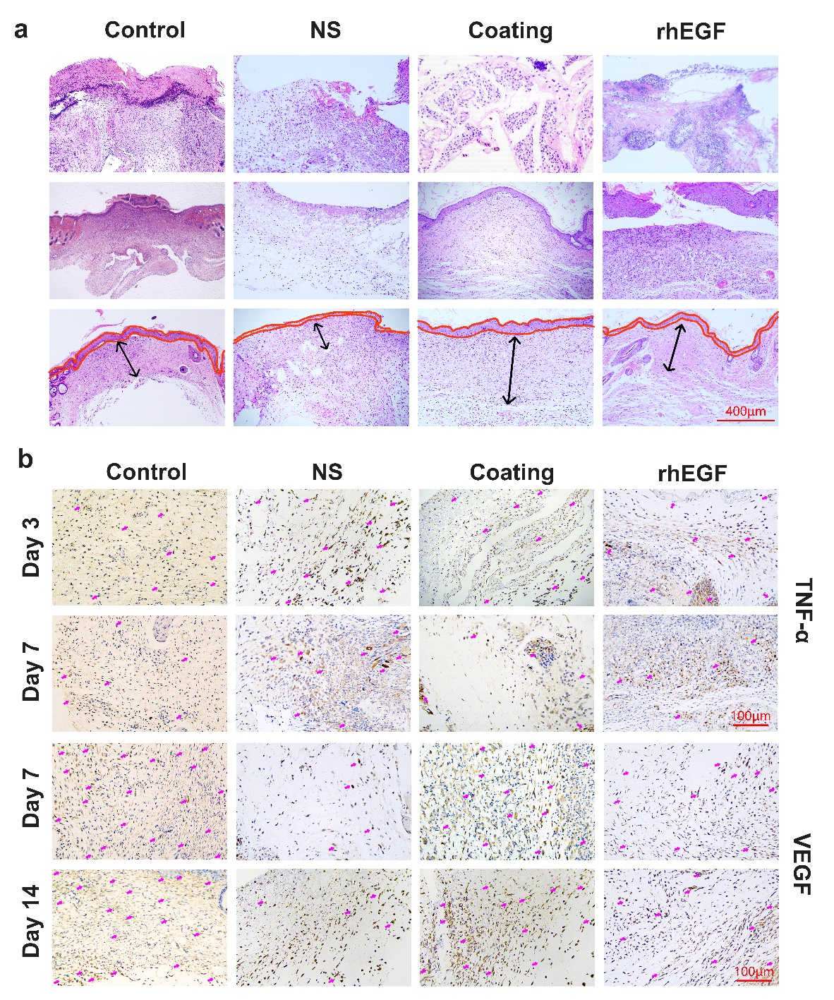 a
Control NS Coating rhEGF
400μm
b
Control NS Coating rhEGF
Day 3
Day 7
TNF-α
100μm
Day 7
Day 14
VEGF
100μm